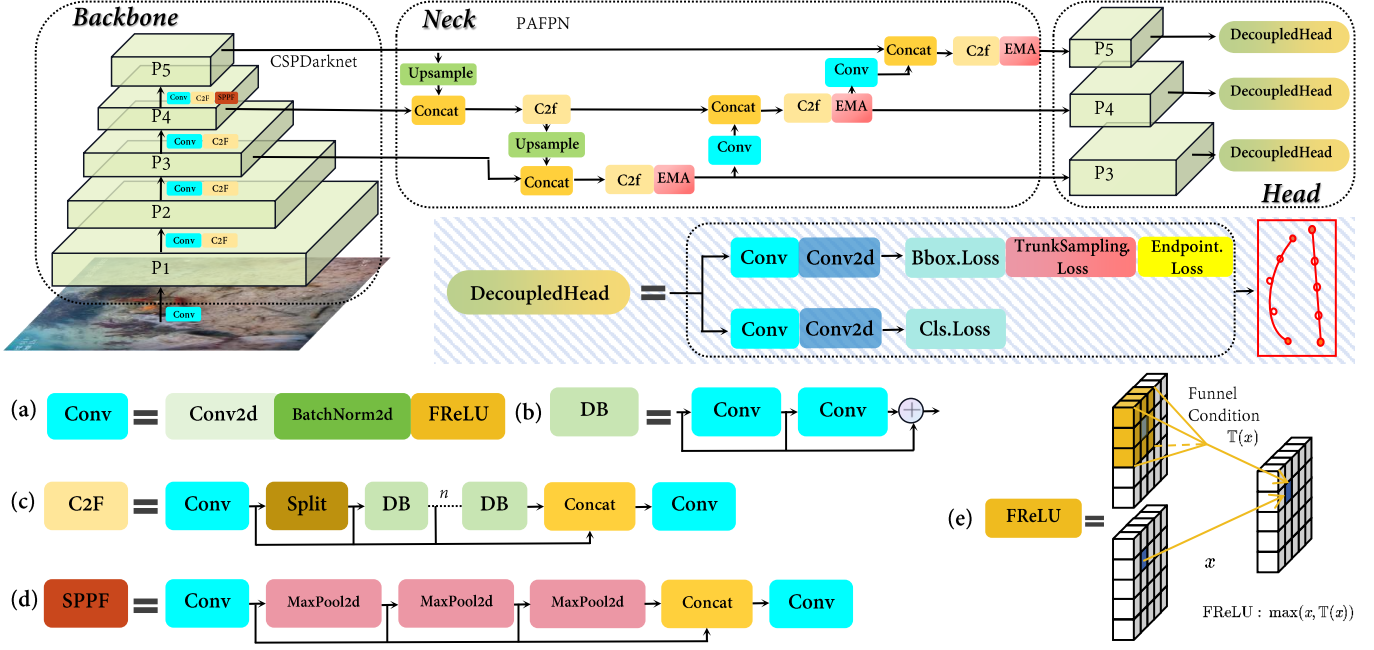 Backbone
CSPDarknet
P5
Conv C2F SPPF
P4
Conv C2F
P3
Conv C2F
P2
Conv C2F
P1
Conv
Neck
PAFPN
Upsample
Concat
C2f
Upsample
Concat
C2f EMA
Conv
Concat
C2f EMA
Conv
Concat
C2f EMA
P5
DecoupledHead
P4
DecoupledHead
P3
DecoupledHead
Head
DecoupledHead =
Conv Conv2d Bbox.Loss TrunkSampling.
Loss
Endpoint.
Loss
Conv Conv2d Cls.Loss
(a) Conv = Conv2d BatchNorm2d FReLU
(b) DB = Conv Conv +
(c) C2F = Conv Split DB n DB Concat Conv
(d) SPPF = Conv MaxPool2d MaxPool2d MaxPool2d Concat Conv
(e) FReLU =
Funnel
Condition
𝕋(x)
x
FReLU : max(x, 𝕋(x))